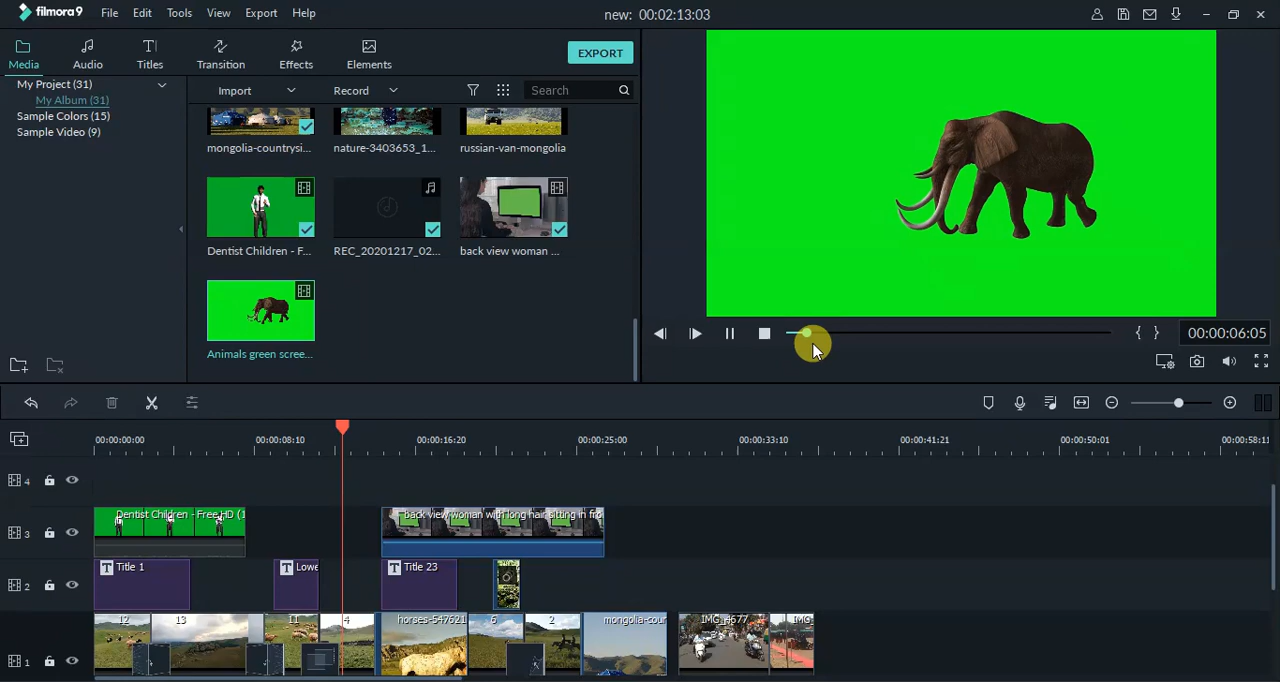 filmora9 File Edit Tools View Export Help new: 00:02:13:03
Media Audio Titles Transition Effects Elements EXPORT
My Project (31)
My Album (31)
Sample Colors (15)
Sample Video (9)
Import Record Search
mongolia-countrysi... nature-3403653_1... russian-van-mongolia
Dentist Children - F... REC_20201217_02... back view woman ...
Animals green scree...
00:00:06:05
00:00:00:00 00:00:08:10 00:00:16:20 00:00:25:00 00:00:33:10 00:00:41:21 00:00:50:01 00:00:58:11
4
3 Dentist Children - Free HD (1 back view woman with long hair sitting in fro
2 T Title 1 T Lowe T Title 23
1 12 13 11 4 horses-547621 6 2 mongolia-cour IMG_4677 IMG